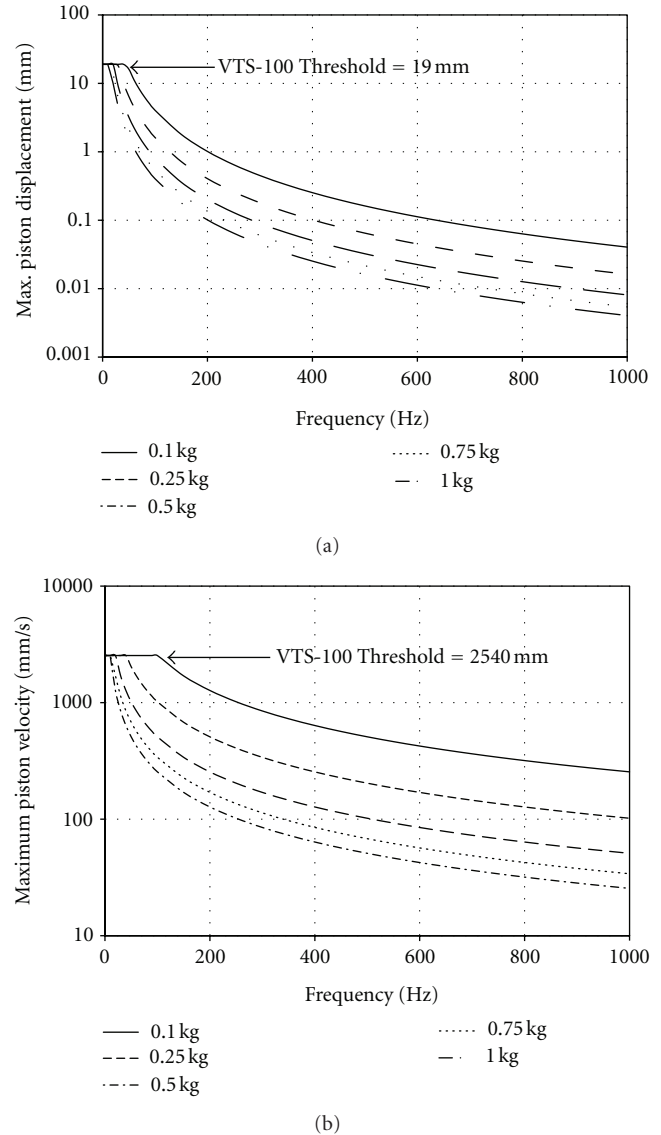 100
10
1
0.1
0.01
0.001
Max. piston displacement (mm)
VTS-100 Threshold = 19 mm
0 200 400 600 800 1000
Frequency (Hz)
0.1 kg
0.25 kg
0.5 kg
0.75 kg
1 kg
(a)
10000
1000
100
10
Maximum piston velocity (mm/s)
VTS-100 Threshold = 2540 mm
0 200 400 600 800 1000
Frequency (Hz)
0.1 kg
0.25 kg
0.5 kg
0.75 kg
1 kg
(b)